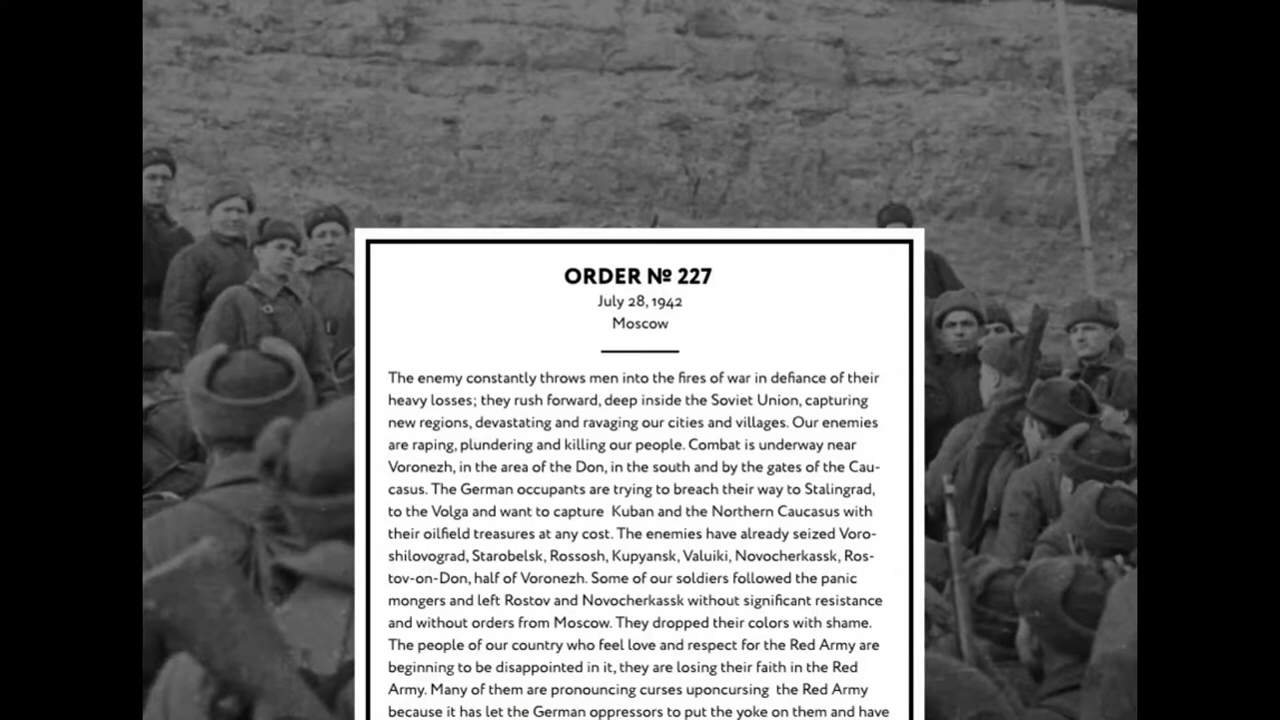 ORDER № 227
July 28, 1942
Moscow
The enemy constantly throws men into the fires of war in defiance of their
heavy losses; they rush forward, deep inside the Soviet Union, capturing
new regions, devastating and ravaging our cities and villages. Our enemies
are raping, plundering and killing our people. Combat is underway near
Voronezh, in the area of the Don, in the south and by the gates of the Cau-
casus. The German occupants are trying to breach their way to Stalingrad,
to the Volga and want to capture Kuban and the Northern Caucasus with
their oilfield treasures at any cost. The enemies have already seized Voro-
shilovograd, Starobelsk, Rossosh, Kupyansk, Valuiki, Novocherkassk, Ros-
tov-on-Don, half of Voronezh. Some of our soldiers followed the panic
mongers and left Rostov and Novocherkassk without significant resistance
and without orders from Moscow. They dropped their colors with shame.
The people of our country who feel love and respect for the Red Army are
beginning to be disappointed in it, they are losing their faith in the Red
Army. Many of them are pronouncing curses uponcursing the Red Army
because it has let the German oppressors to put the yoke on them and have